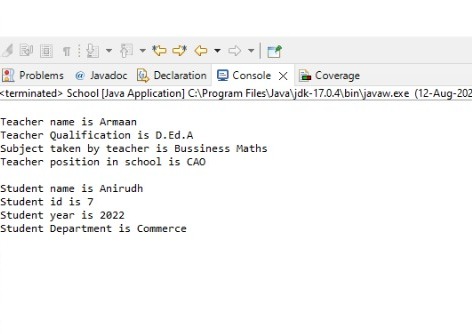 Problems @ Javadoc Declaration Console Coverage
<terminated> School [Java Application] C:\Program Files\Java\jdk-17.0.4\bin\javaw.exe (12-Aug-202
Teacher name is Armaan
Teacher Qualification is D.Ed.A
Subject taken by teacher is Bussiness Maths
Teacher position in school is CAO
Student name is Anirudh
Student id is 7
Student year is 2022
Student Department is Commerce